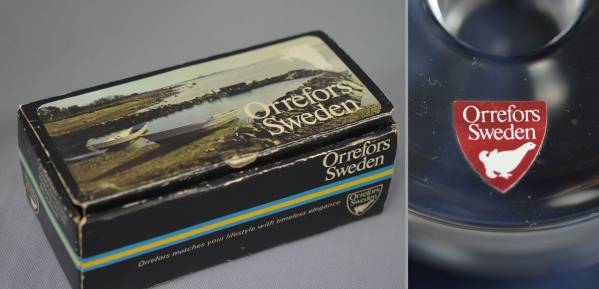 Orrefors
Sweden
Orrefors
Sweden
Orrefors
Sweden
Orrefors matches your lifestyle with timeless elegance
Orrefors
Sweden